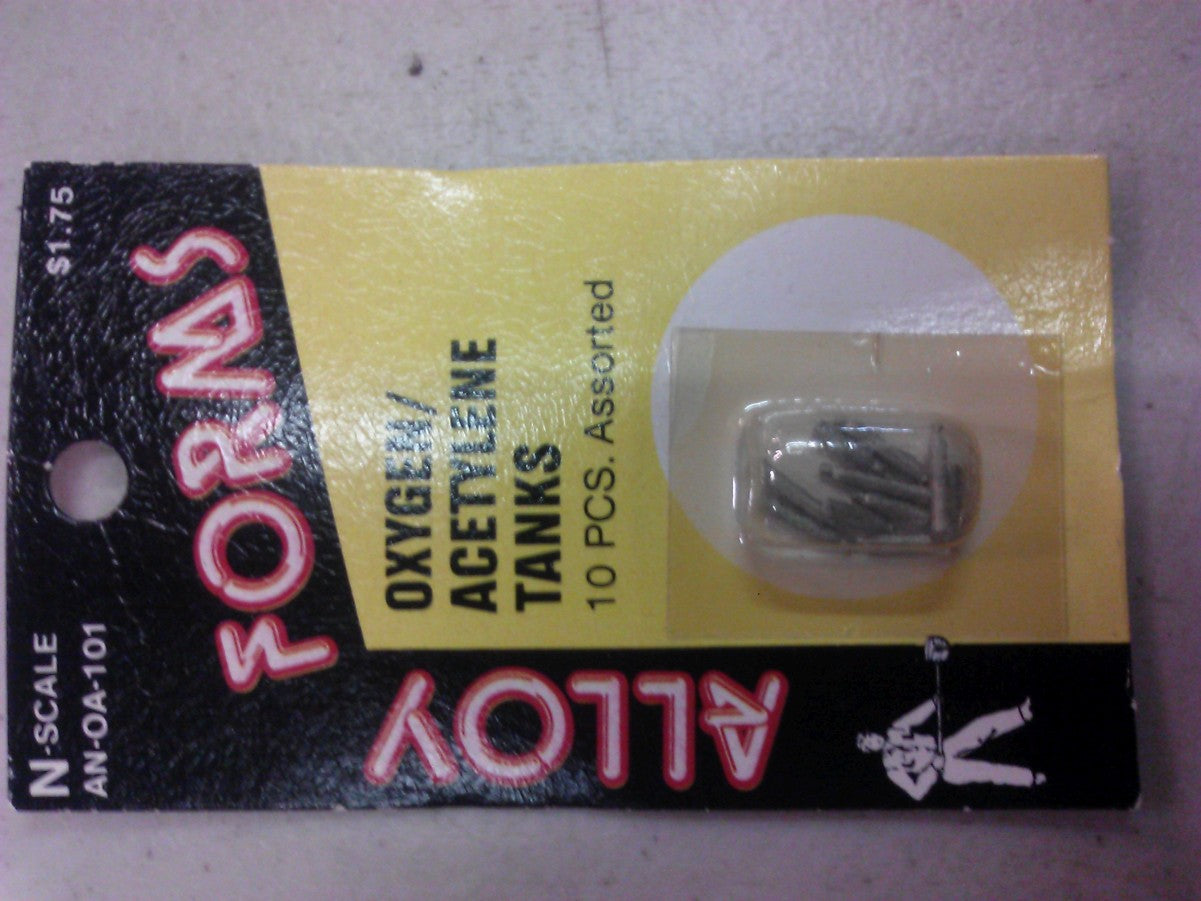 N-SCALE $1.75
AN-OA-101
ALLOY FORMS
OXYGEN/
ACETYLENE
TANKS
10 PCS. Assorted